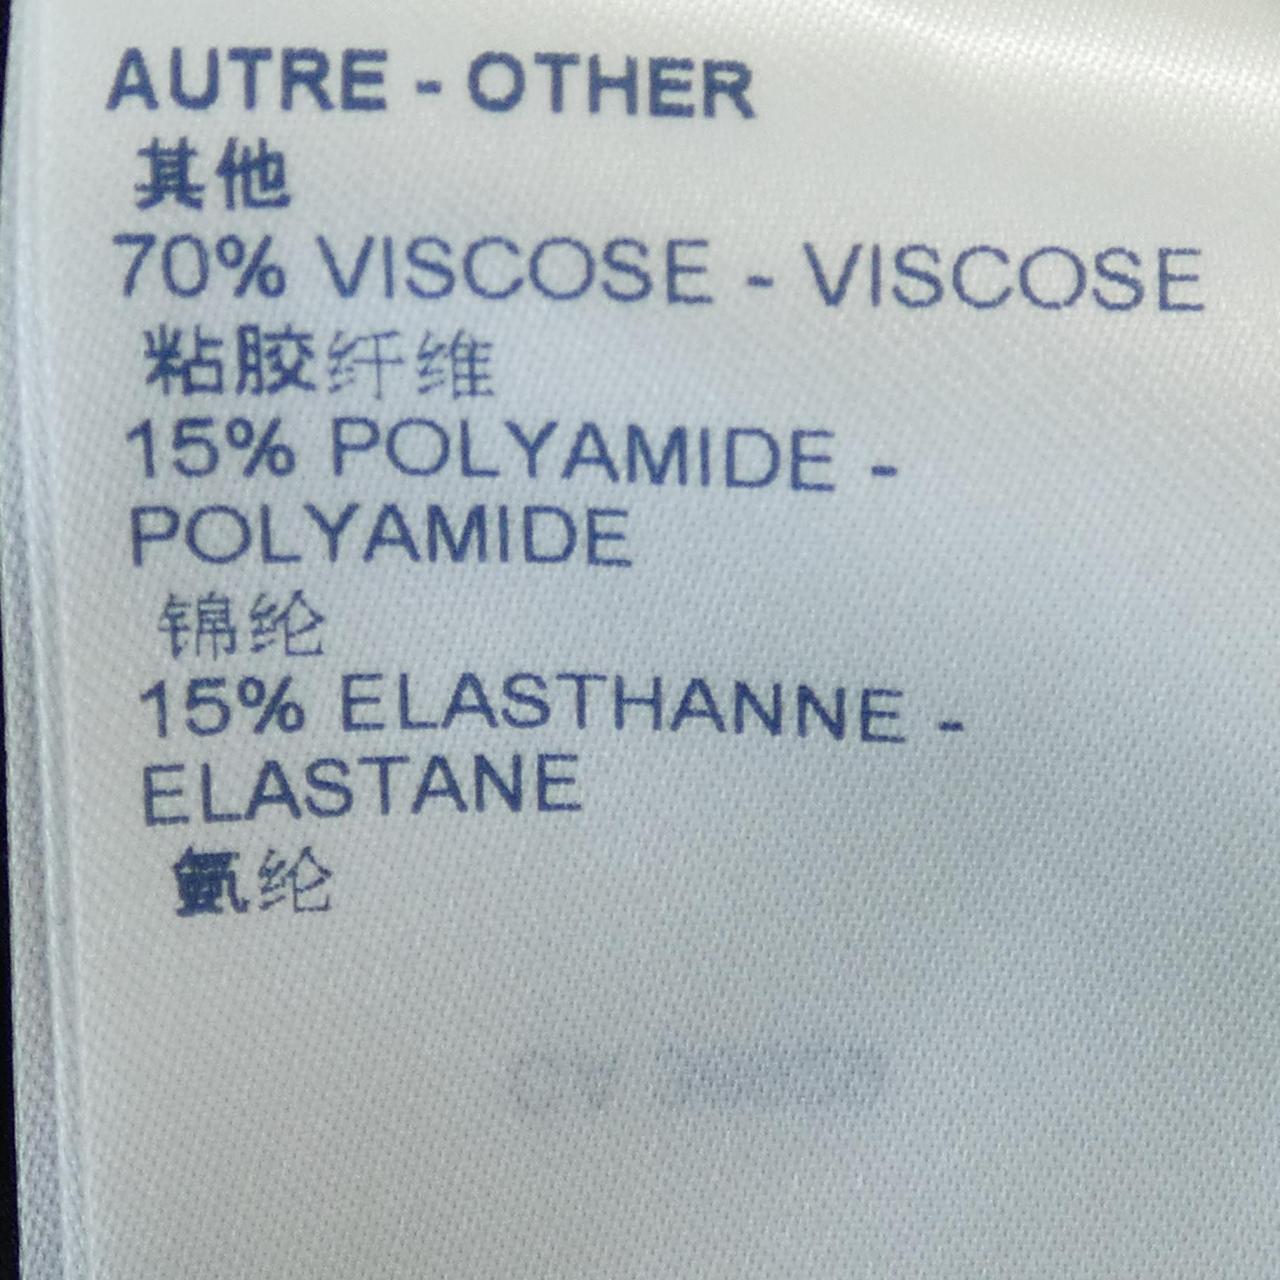 AUTRE - OTHER
其他
70% VISCOSE - VISCOSE
粘胶纤维
15% POLYAMIDE -
POLYAMIDE
锦纶
15% ELASTHANNE -
ELASTANE
氨纶